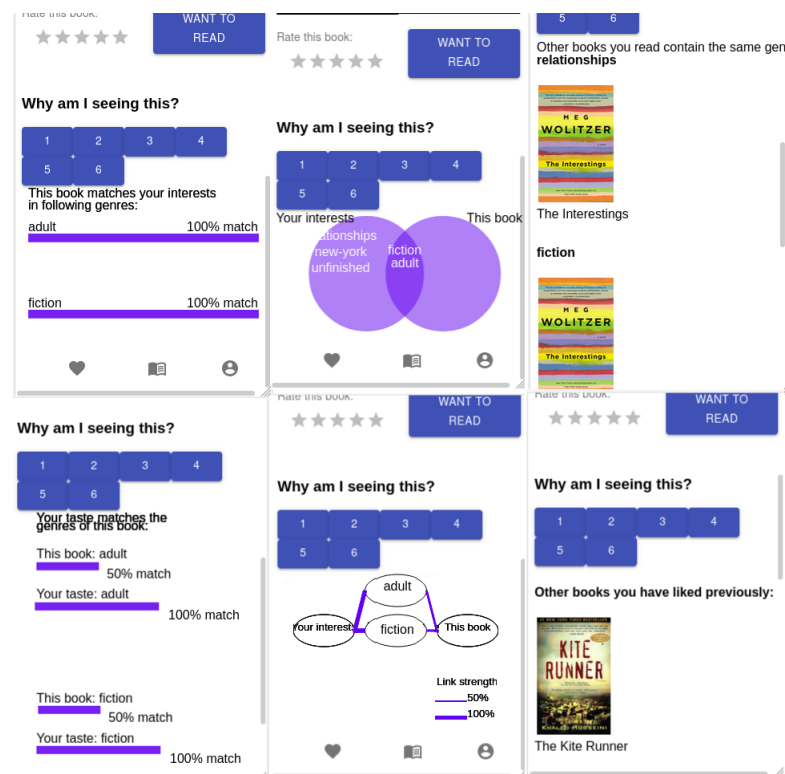 Rate this book:
WANT TO
READ
Why am I seeing this?
1 2 3 4
5 6
This book matches your interests
in following genres:
adult 100% match
fiction 100% match
Rate this book:
WANT TO
READ
Why am I seeing this?
1 2 3 4
5 6
Your interests This book
new-york
unfinished
fiction
adult
5 6
Other books you read contain the same gen
relationships
MEG
WOLITZER
The Interestings
The Interestings
fiction
MEG
WOLITZER
The Interestings
Why am I seeing this?
1 2 3 4
5 6
Your taste matches the
genres of this book:
This book: adult
50% match
Your taste: adult
100% match
This book: fiction
50% match
Your taste: fiction
100% match
Rate this book:
WANT TO
READ
Why am I seeing this?
1 2 3 4
5 6
adult
Your interests fiction This book
Link strength
50%
100%
Rate this book:
WANT TO
READ
Why am I seeing this?
1 2 3 4
5 6
Other books you have liked previously:
KITE
RUNNER
KHALED HOSSEINI
The Kite Runner